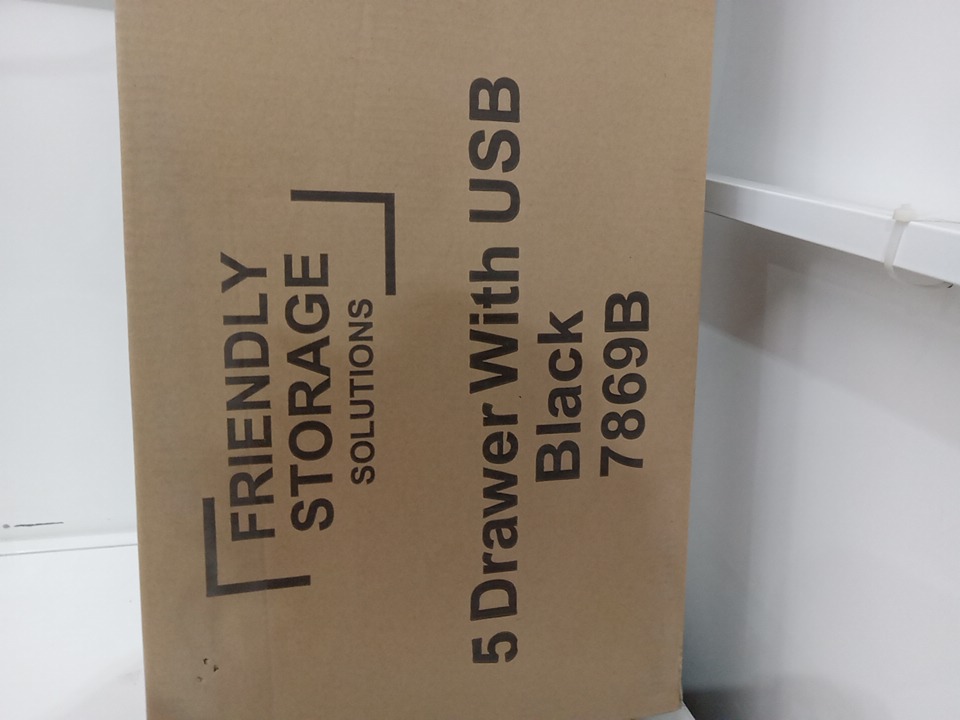 FRIENDLY
STORAGE
SOLUTIONS
5 Drawer With USB
Black
7869B